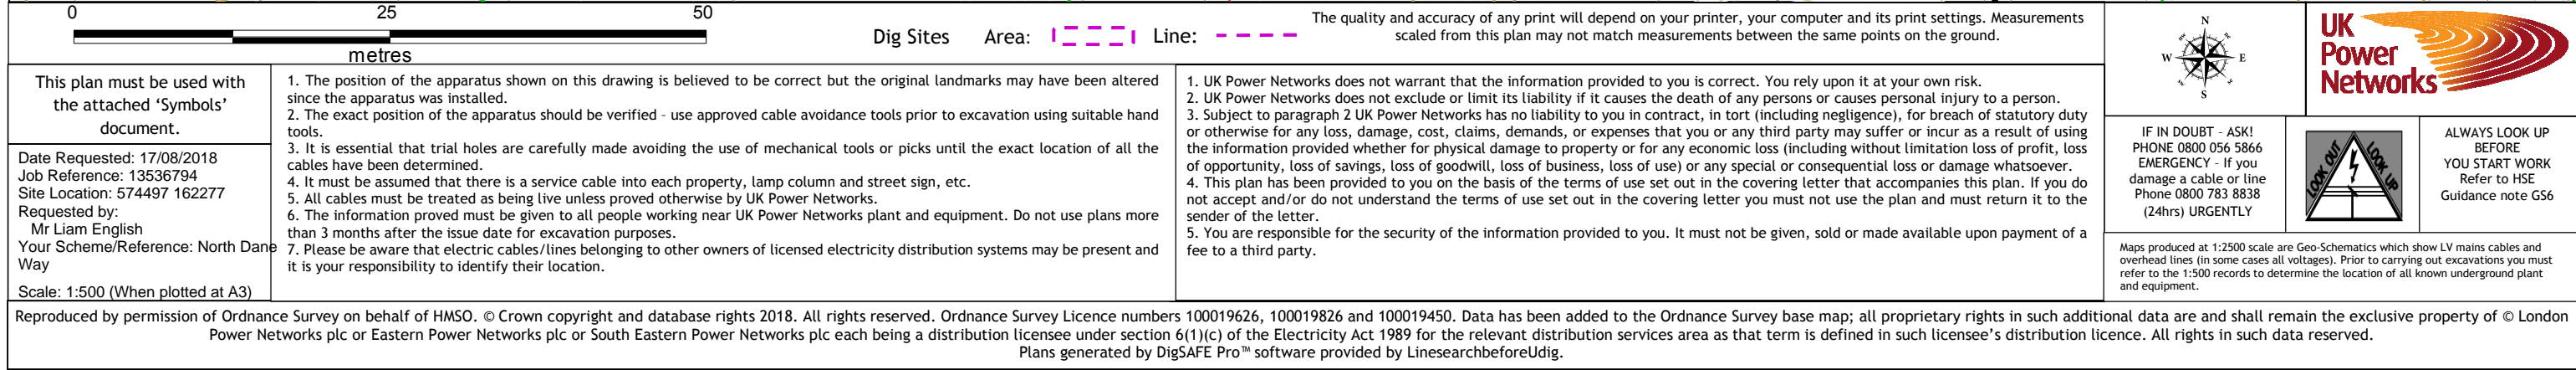 0 25 50
metres
Dig Sites Area: Line:
The quality and accuracy of any print will depend on your printer, your computer and its print settings. Measurements
scaled from this plan may not match measurements between the same points on the ground.
N
W E
S
UK
Power
Networks
This plan must be used with
the attached ‘Symbols’
document.
Date Requested: 17/08/2018
Job Reference: 13536794
Site Location: 574497 162277
Requested by:
Mr Liam English
Your Scheme/Reference: North Dane
Way
Scale: 1:500 (When plotted at A3)
1. The position of the apparatus shown on this drawing is believed to be correct but the original landmarks may have been altered
since the apparatus was installed.
2. The exact position of the apparatus should be verified - use approved cable avoidance tools prior to excavation using suitable hand
tools.
3. It is essential that trial holes are carefully made avoiding the use of mechanical tools or picks until the exact location of all the
cables have been determined.
4. It must be assumed that there is a service cable into each property, lamp column and street sign, etc.
5. All cables must be treated as being live unless proved otherwise by UK Power Networks.
6. The information proved must be given to all people working near UK Power Networks plant and equipment. Do not use plans more
than 3 months after the issue date for excavation purposes.
7. Please be aware that electric cables/lines belonging to other owners of licensed electricity distribution systems may be present and
it is your responsibility to identify their location.
1. UK Power Networks does not warrant that the information provided to you is correct. You rely upon it at your own risk.
2. UK Power Networks does not exclude or limit its liability if it causes the death of any persons or causes personal injury to a person.
3. Subject to paragraph 2 UK Power Networks has no liability to you in contract, in tort (including negligence), for breach of statutory duty
or otherwise for any loss, damage, cost, claims, demands, or expenses that you or any third party may suffer or incur as a result of using
the information provided whether for physical damage to property or for any economic loss (including without limitation loss of profit, loss
of opportunity, loss of savings, loss of goodwill, loss of business, loss of use) or any special or consequential loss or damage whatsoever.
4. This plan has been provided to you on the basis of the terms of use set out in the covering letter that accompanies this plan. If you do
not accept and/or do not understand the terms of use set out in the covering letter you must not use the plan and must return it to the
sender of the letter.
5. You are responsible for the security of the information provided to you. It must not be given, sold or made available upon payment of a
fee to a third party.
IF IN DOUBT - ASK!
PHONE 0800 056 5866
EMERGENCY - If you
damage a cable or line
Phone 0800 783 8838
(24hrs) URGENTLY
LOOK OUT
LOOK UP
ALWAYS LOOK UP
BEFORE
YOU START WORK
Refer to HSE
Guidance note GS6
Maps produced at 1:2500 scale are Geo-Schematics which show LV mains cables and
overhead lines (in some cases all voltages). Prior to carrying out excavations you must
refer to the 1:500 records to determine the location of all known underground plant
and equipment.
Reproduced by permission of Ordnance Survey on behalf of HMSO. © Crown copyright and database rights 2018. All rights reserved. Ordnance Survey Licence numbers 100019626, 100019826 and 100019450. Data has been added to the Ordnance Survey base map; all proprietary rights in such additional data are and shall remain the exclusive property of © London
Power Networks plc or Eastern Power Networks plc or South Eastern Power Networks plc each being a distribution licensee under section 6(1)(c) of the Electricity Act 1989 for the relevant distribution services area as that term is defined in such licensee’s distribution licence. All rights in such data reserved.
Plans generated by DigSAFE Pro™ software provided by LinesearchbeforeUdig.